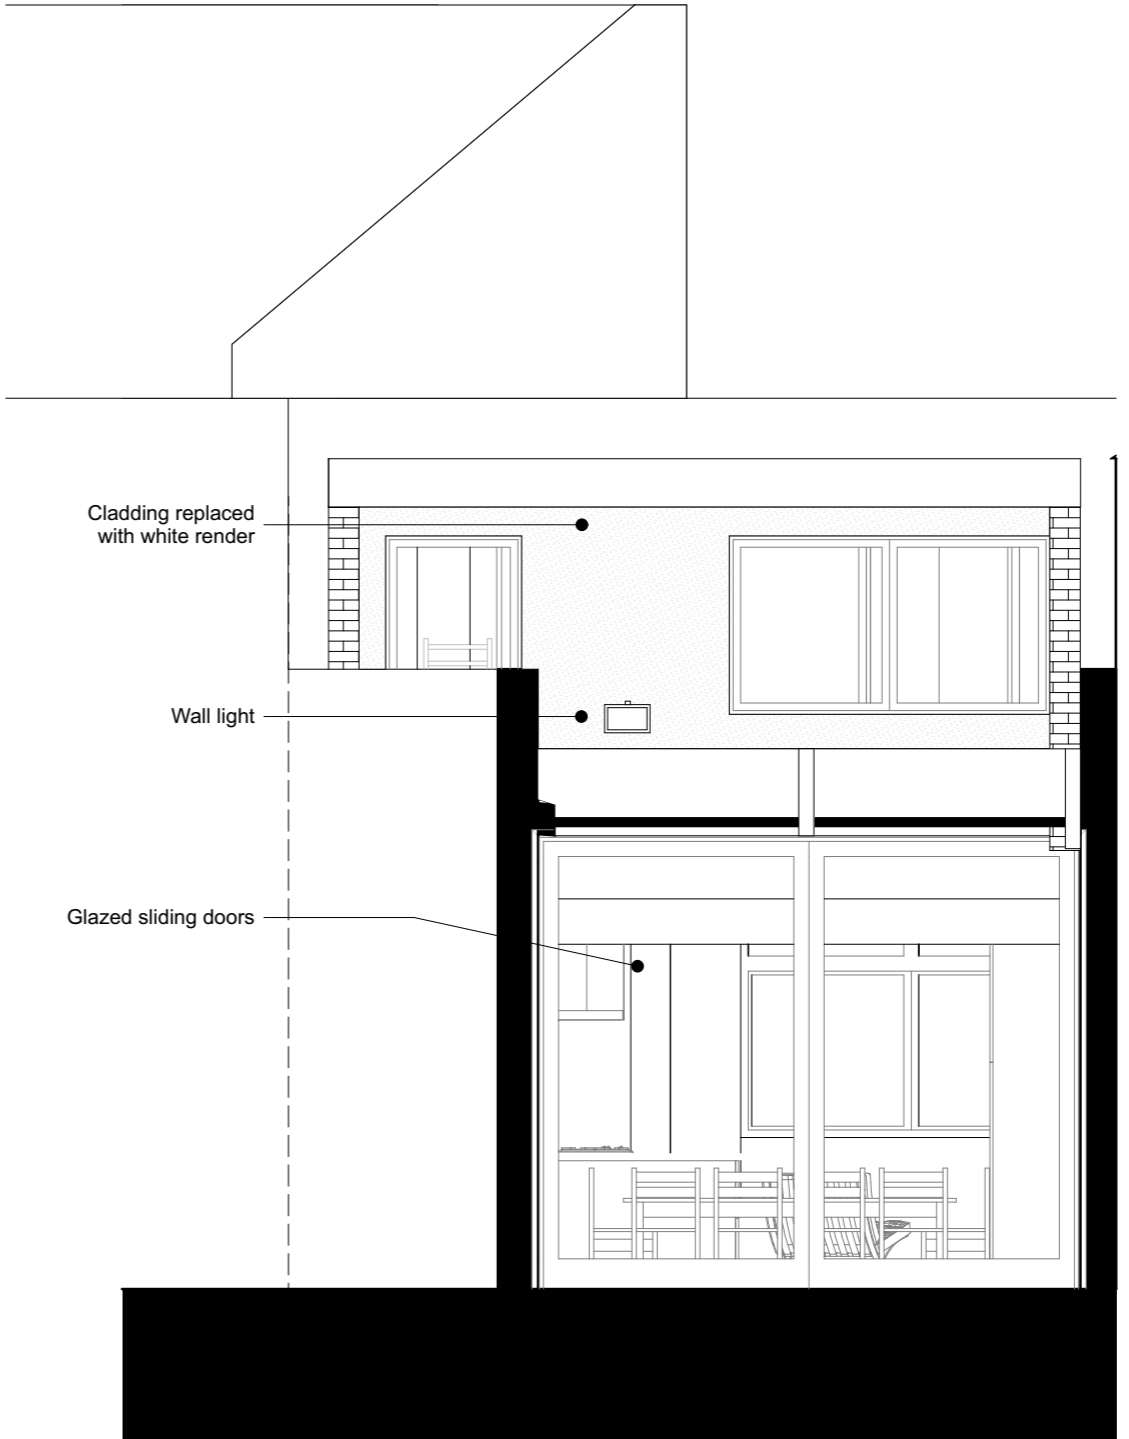 Cladding replaced
with white render
Wall light
Glazed sliding doors